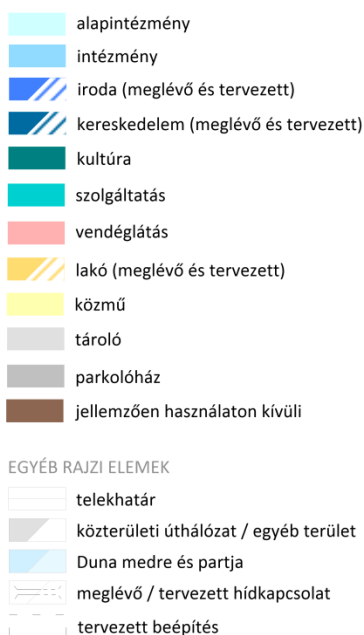 alapintézmény
intézmény
iroda (meglévő és tervezett)
kereskedelem (meglévő és tervezett)
kultúra
szolgáltatás
vendéglátás
lakó (meglévő és tervezett)
közmű
tároló
parkolóház
jellemzően használaton kívüli
EGYÉB RAJZI ELEMEK
telekhatár
közterületi úthálózat / egyéb terület
Duna medre és partja
meglévő / tervezett hídkapcsolat
tervezett beépítés